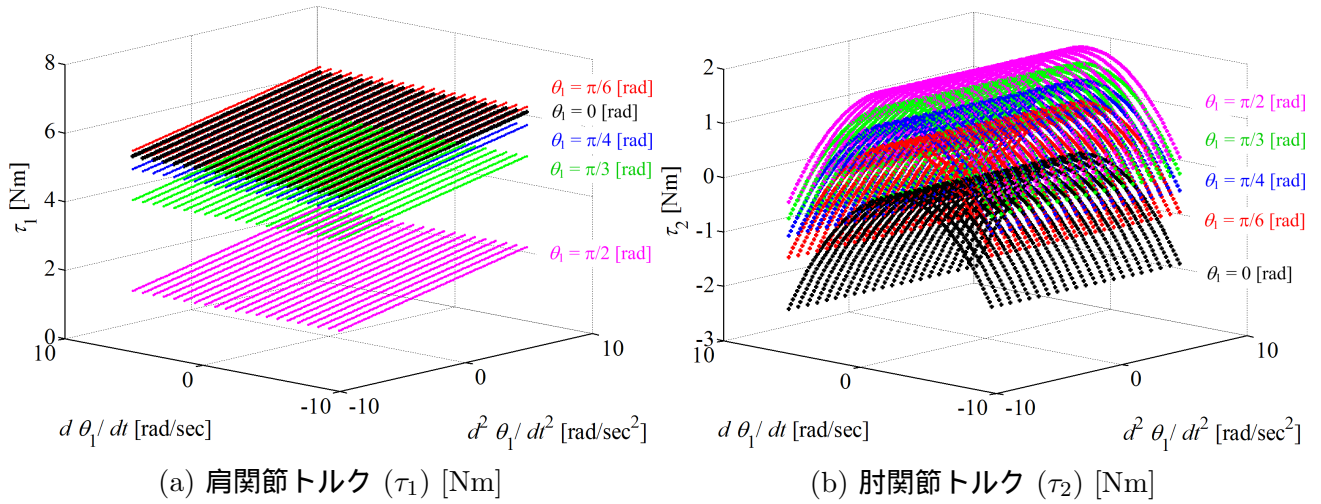 8
6
4
2
0
10
0
-10
-10
0
10
τ1 [Nm]
d θ1/ dt [rad/sec]
d² θ1/ dt² [rad/sec²]
θ1 = π/6 [rad]
θ1 = 0 [rad]
θ1 = π/4 [rad]
θ1 = π/3 [rad]
θ1 = π/2 [rad]
(a) 肩関節トルク (τ1) [Nm]
2
1
0
-1
-2
-3
10
0
-10
-10
0
10
τ2 [Nm]
d θ1/ dt [rad/sec]
d² θ1/ dt² [rad/sec²]
θ1 = π/2 [rad]
θ1 = π/3 [rad]
θ1 = π/4 [rad]
θ1 = π/6 [rad]
θ1 = 0 [rad]
(b) 肘関節トルク (τ2) [Nm]